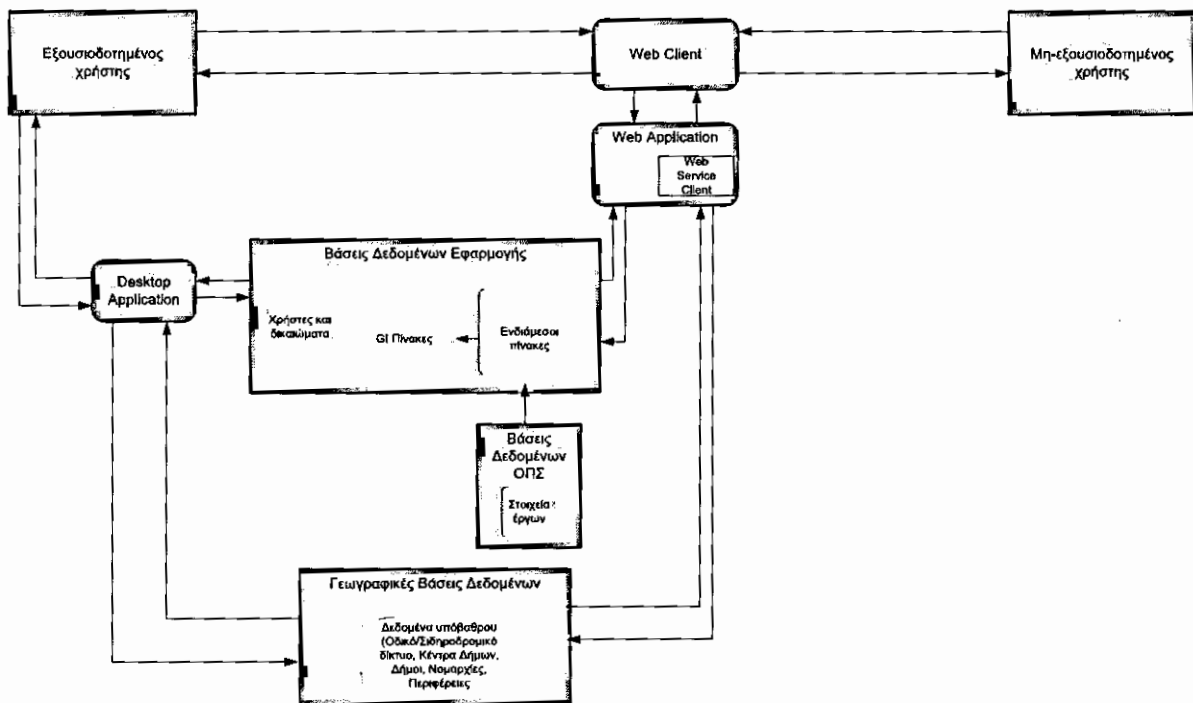 Εξουσιοδοτημένος
χρήστης
Web Client
Μη-εξουσιοδοτημένος
χρήστης
Web Application
Web
Service
Client
Βάσεις Δεδομένων Εφαρμογής
Desktop
Application
Χρήστες και
δικαιώματα
GI Πίνακες
Ενδιάμεσοι
πίνακες
Βάσεις
Δεδομένων
ΟΠΣ
Στοιχεία
έργων
Γεωγραφικές Βάσεις Δεδομένων
Δεδομένα υπόβαθρου
(Οδικό/Σιδηροδρομικό
δίκτυο, Κέντρα Δήμων,
Δήμοι, Νομαρχίες,
Περιφέρειες